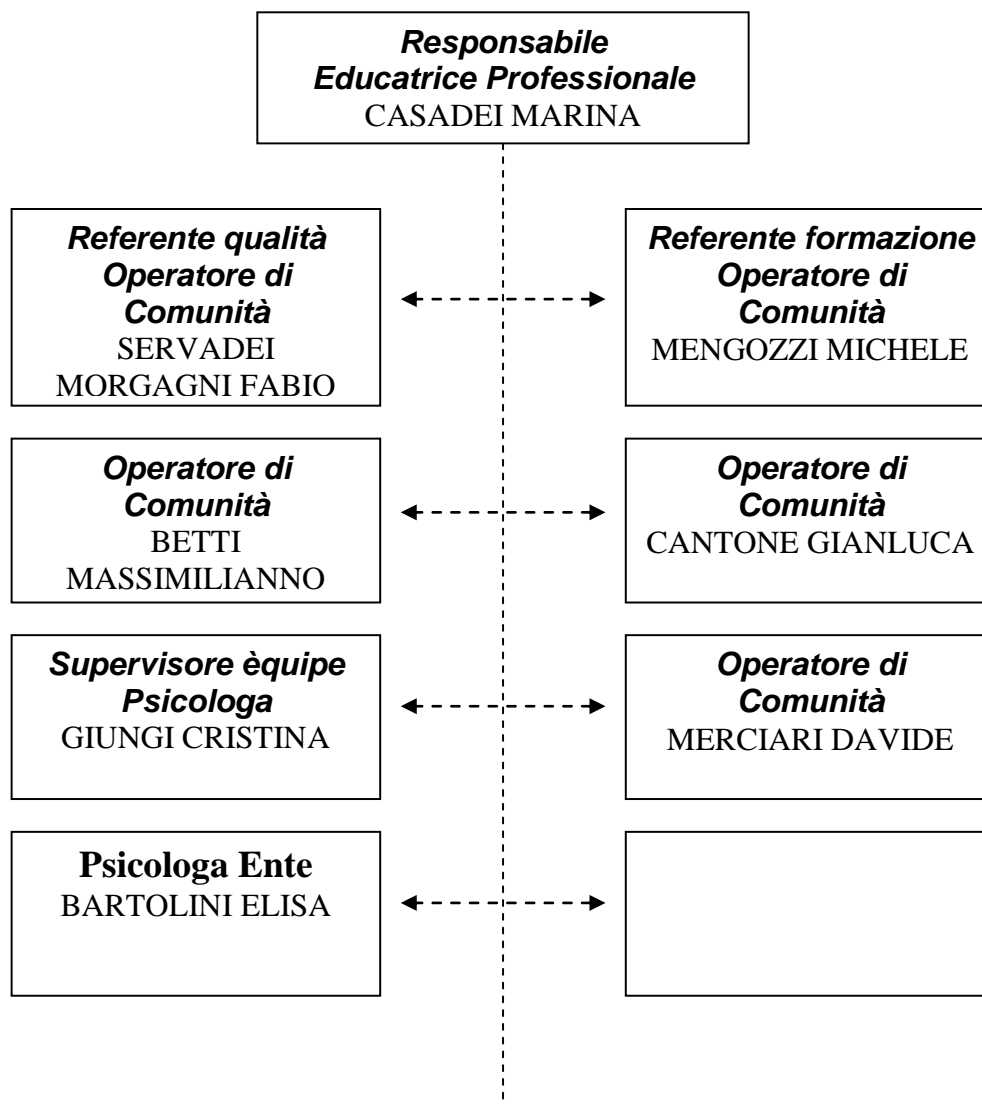 Responsabile
Educatrice Professionale
CASADEI MARINA
Referente qualità
Operatore di
Comunità
SERVADEI
MORGAGNI FABIO
Referente formazione
Operatore di
Comunità
MENGOZZI MICHELE
Operatore di
Comunità
BETTI
MASSIMILIANNO
Operatore di
Comunità
CANTONE GIANLUCA
Supervisore èquipe
Psicologa
GIUNGI CRISTINA
Operatore di
Comunità
MERCIARI DAVIDE
Psicologa Ente
BARTOLINI ELISA